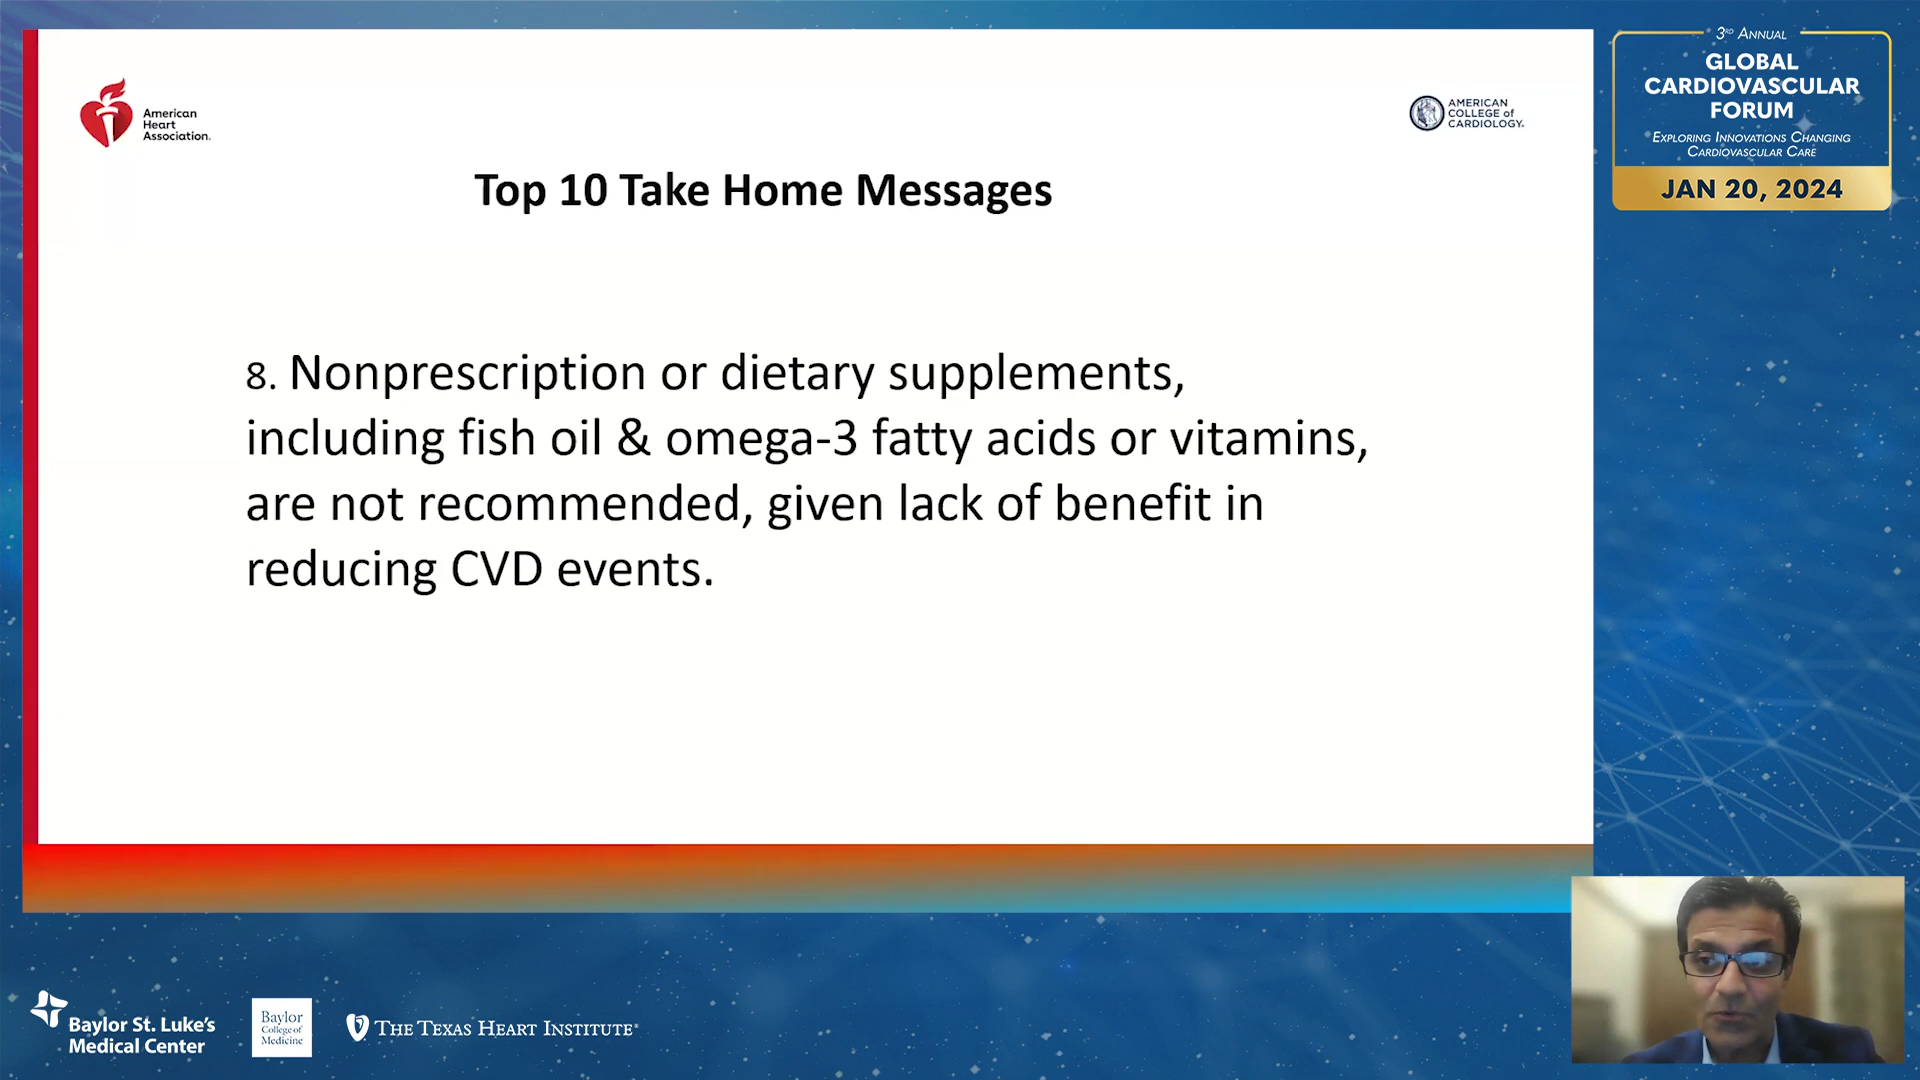 American
Heart
Association.
AMERICAN
COLLEGE of
CARDIOLOGY.
Top 10 Take Home Messages
8. Nonprescription or dietary supplements,
including fish oil & omega-3 fatty acids or vitamins,
are not recommended, given lack of benefit in
reducing CVD events.
3RD ANNUAL
GLOBAL
CARDIOVASCULAR
FORUM
EXPLORING INNOVATIONS CHANGING
CARDIOVASCULAR CARE
JAN 20, 2024
Baylor St. Luke's
Medical Center
Baylor
College of
Medicine
THE TEXAS HEART INSTITUTE®